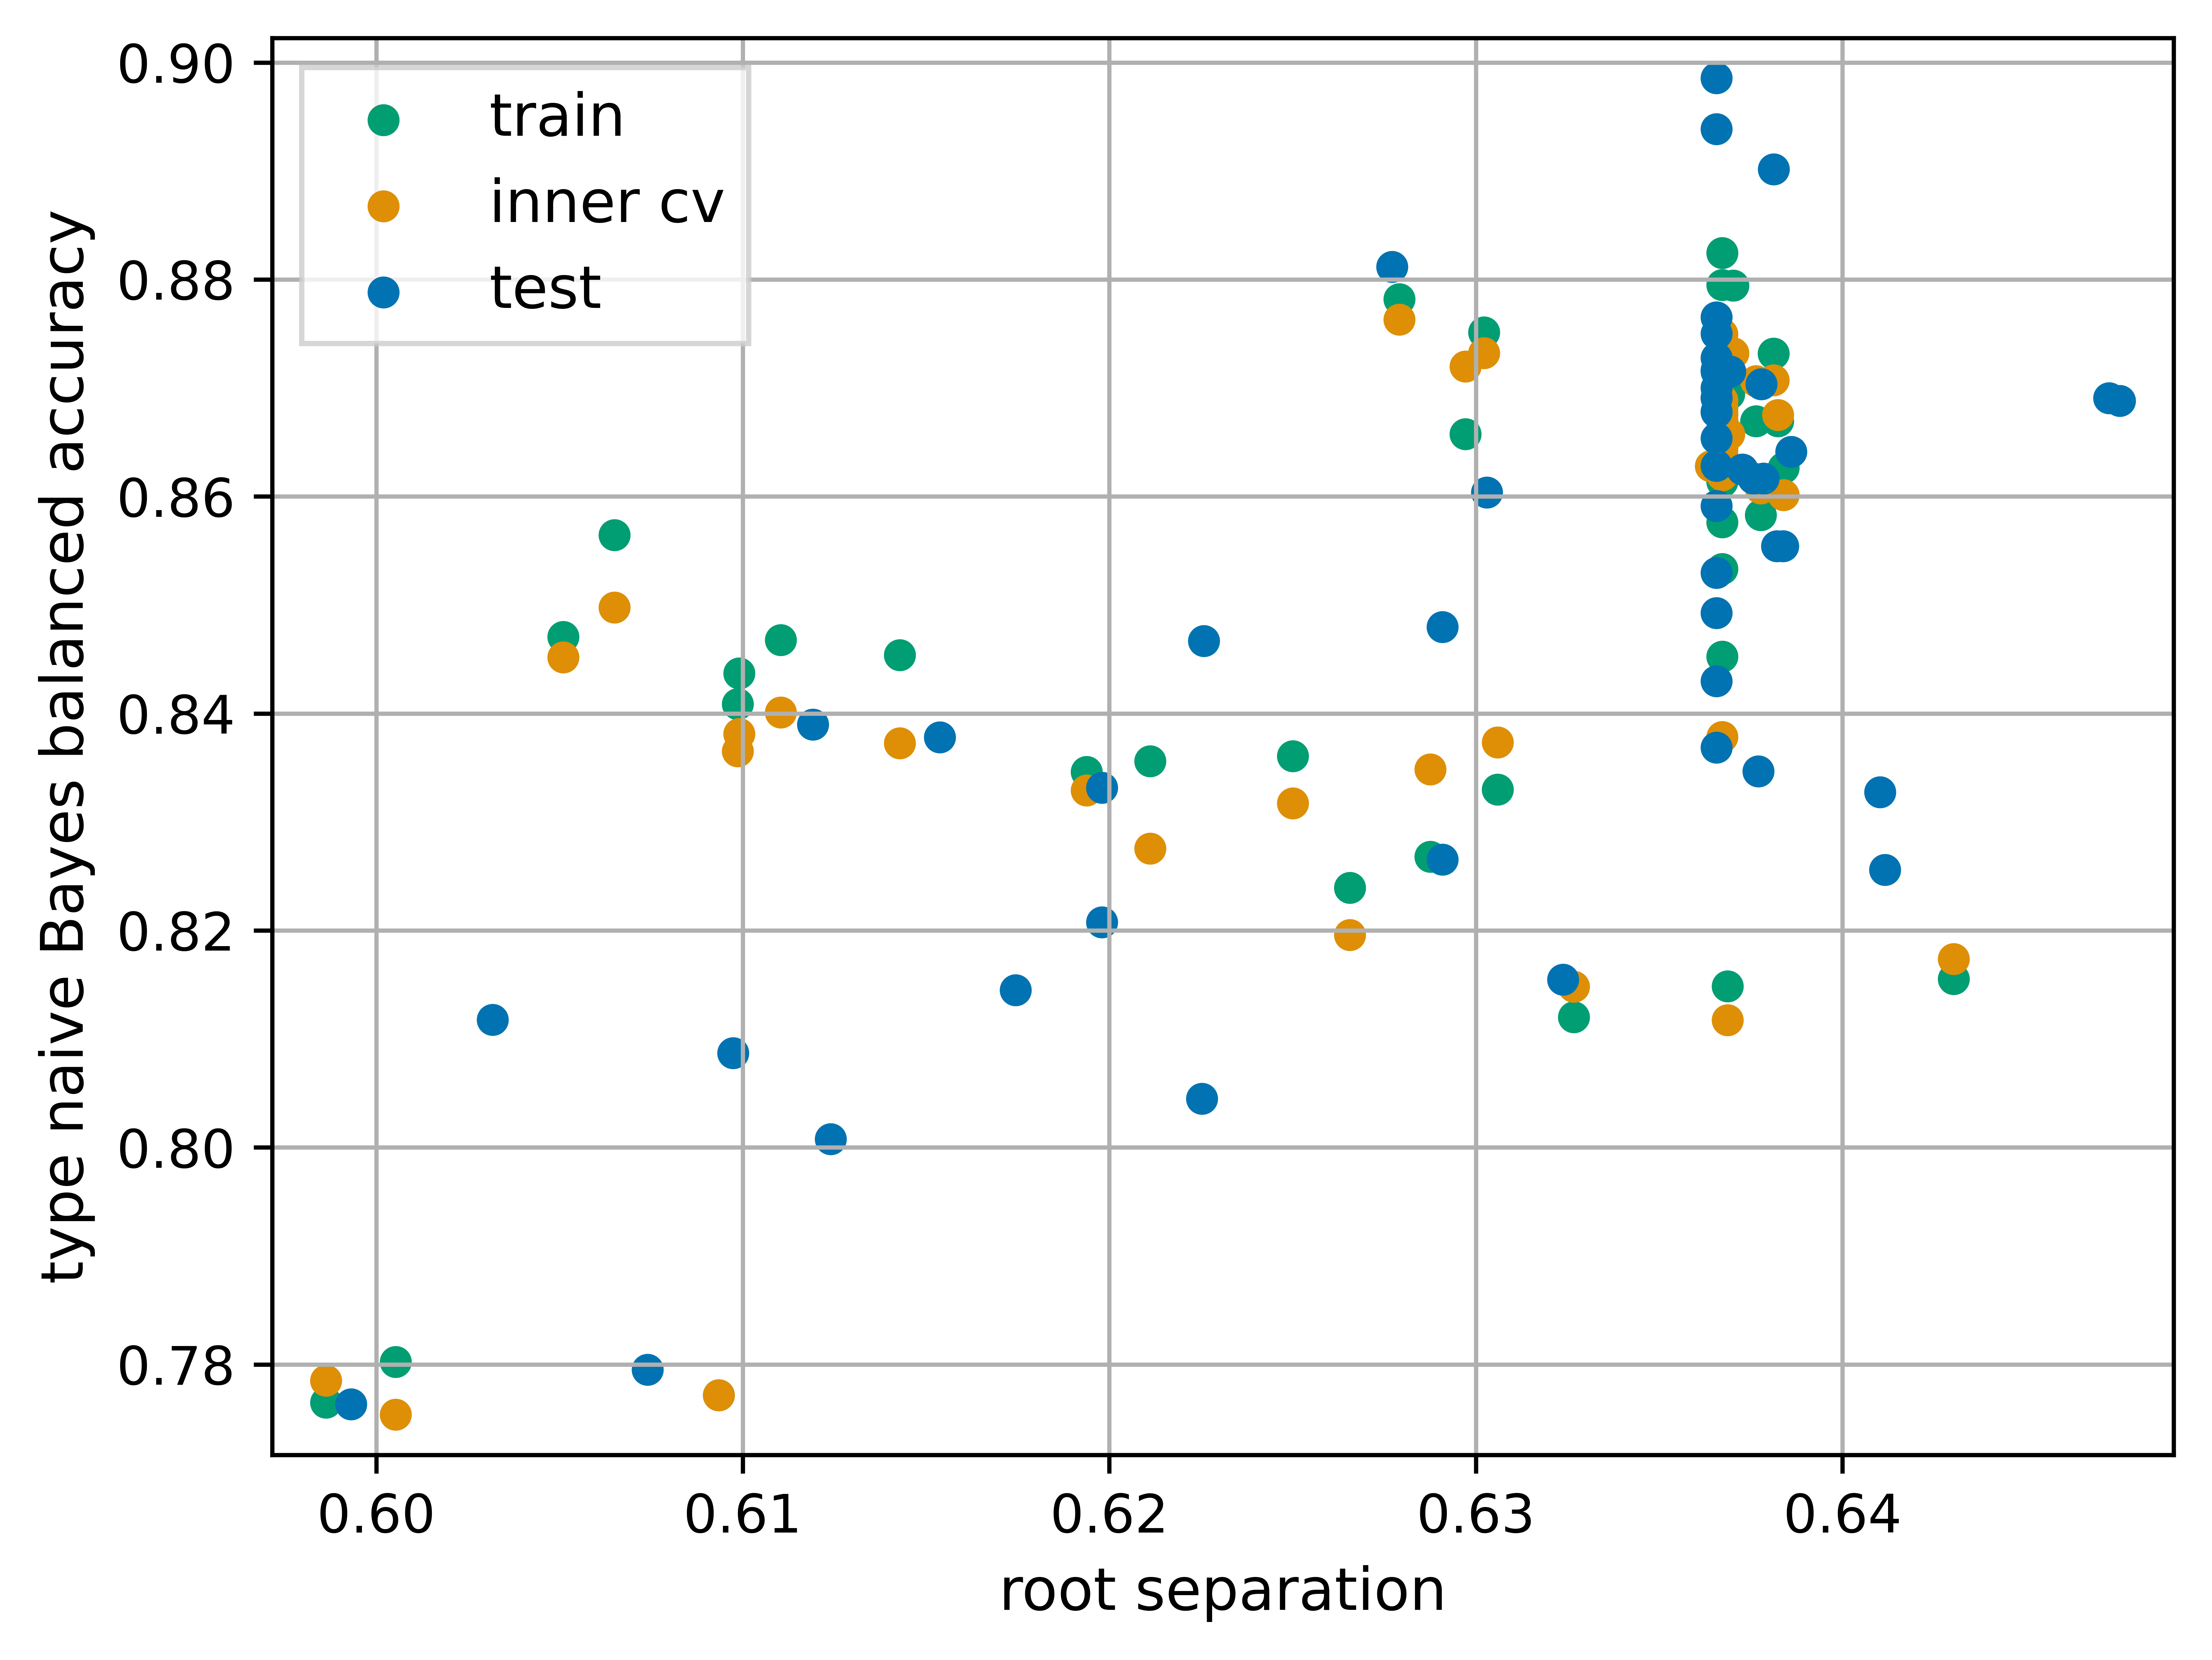 0.90
0.88
0.86
0.84
0.82
0.80
0.78
type naive Bayes balanced accuracy
train
inner cv
test
0.60 0.61 0.62 0.63 0.64
root separation